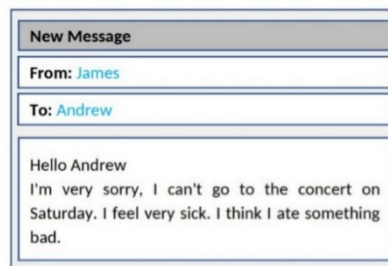 New Message
From: James
To: Andrew
Hello Andrew
I'm very sorry, I can't go to the concert on
Saturday. I feel very sick. I think I ate something
bad.